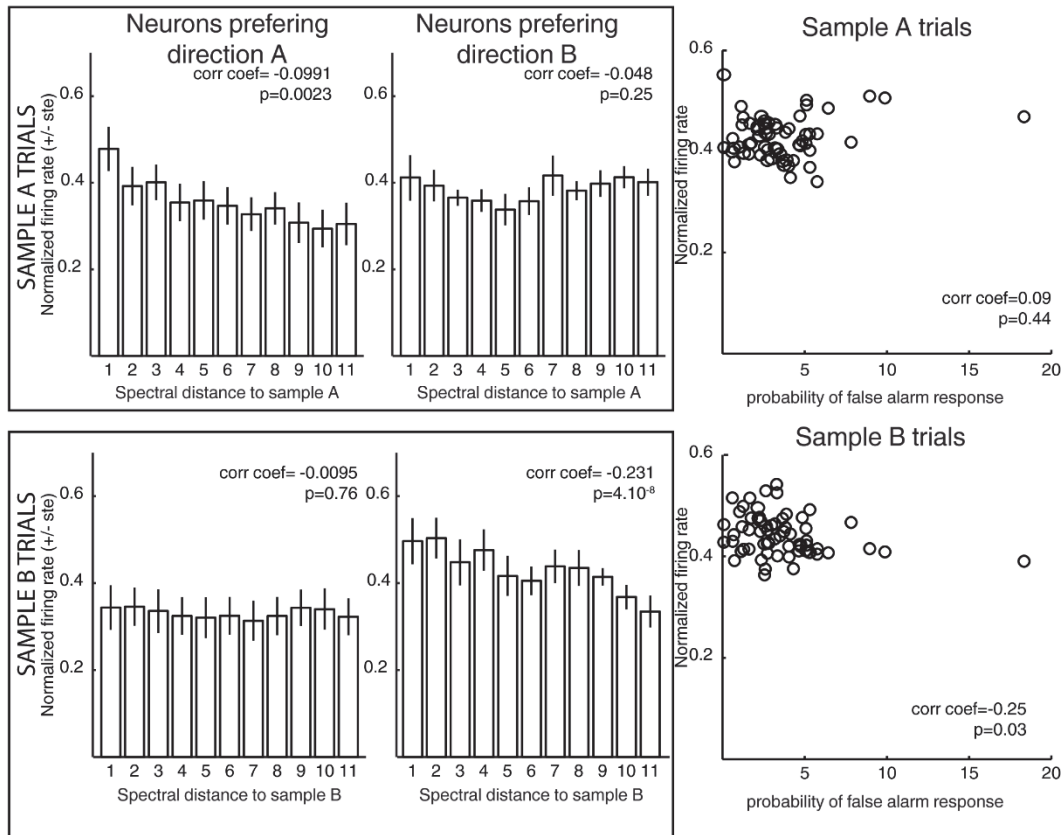 Neurons prefering
direction A
corr coef= -0.0991
p=0.0023
SAMPLE A TRIALS
Normalized firing rate (+/- ste)
0.6
0.4
0.2
1 2 3 4 5 6 7 8 9 10 11
Spectral distance to sample A
Neurons prefering
direction B
corr coef= -0.048
p=0.25
0.6
0.4
0.2
1 2 3 4 5 6 7 8 9 10 11
Spectral distance to sample A
Sample A trials
Normalized firing rate
0.6
0.4
0.2
corr coef=0.09
p=0.44
5 10 15 20
probability of false alarm response
SAMPLE B TRIALS
Normalized firing rate (+/- ste)
corr coef= -0.0095
p=0.76
0.6
0.4
0.2
1 2 3 4 5 6 7 8 9 10 11
Spectral distance to sample B
corr coef= -0.231
p=4.10⁻⁸
0.6
0.4
0.2
1 2 3 4 5 6 7 8 9 10 11
Spectral distance to sample B
Sample B trials
Normalized firing rate
0.6
0.4
0.2
corr coef=-0.25
p=0.03
5 10 15 20
probability of false alarm response